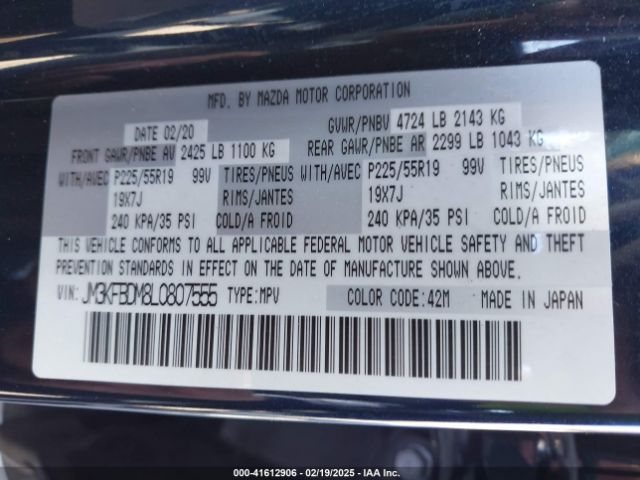 MFD. BY MAZDA MOTOR CORPORATION
DATE 02/20 GVWR/PNBV 4724 LB 2143 KG
FRONT GAWR/PNBE AV 2425 LB 1100 KG REAR GAWR/PNBE AR 2299 LB 1043 KG
WITH/AVEC P225/55R19 99V TIRES/PNEUS WITH/AVEC P225/55R19 99V TIRES/PNEUS
19X7J RIMS/JANTES 19X7J RIMS/JANTES
240 KPA/35 PSI COLD/A FROID 240 KPA/35 PSI COLD/A FROID
THIS VEHICLE CONFORMS TO ALL APPLICABLE FEDERAL MOTOR VEHICLE SAFETY AND THEFT
PREVENTION STANDARDS IN EFFECT ON THE DATE OF MANUFACTURE SHOWN ABOVE.
VIN: JM3KFBDM8L0807555 TYPE:MPV COLOR CODE:42M MADE IN JAPAN
000-41612906 - 02/19/2025 - IAAI.COM